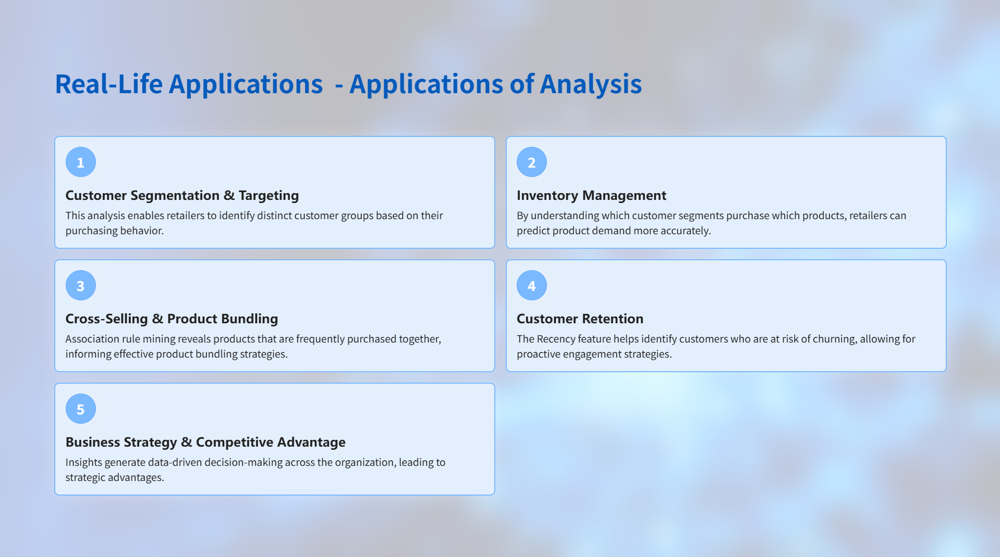 Real-Life Applications  - Applications of Analysis
1
Customer Segmentation & Targeting
This analysis enables retailers to identify distinct customer groups based on their
purchasing behavior.
2
Inventory Management
By understanding which customer segments purchase which products, retailers can
predict product demand more accurately.
3
Cross-Selling & Product Bundling
Association rule mining reveals products that are frequently purchased together,
informing effective product bundling strategies.
4
Customer Retention
The Recency feature helps identify customers who are at risk of churning, allowing for
proactive engagement strategies.
5
Business Strategy & Competitive Advantage
Insights generate data-driven decision-making across the organization, leading to
strategic advantages.